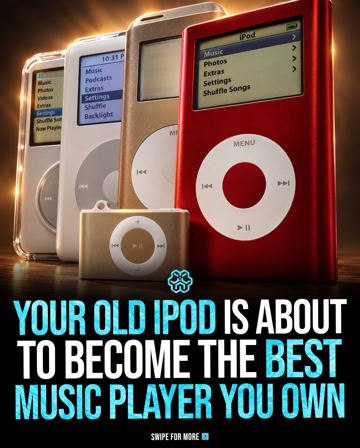 Music
Photos
Videos
Extras
Settings
Shuffle Son
Now Playing
10:31 P
Music
Podcasts
Extras
Settings
Shuffle
Backlight
iPod
Music
Photos
Extras
Settings
Shuffle Songs
MENU
MENU
YOUR OLD IPOD IS ABOUT
TO BECOME THE BEST
MUSIC PLAYER YOU OWN
SWIPE FOR MORE